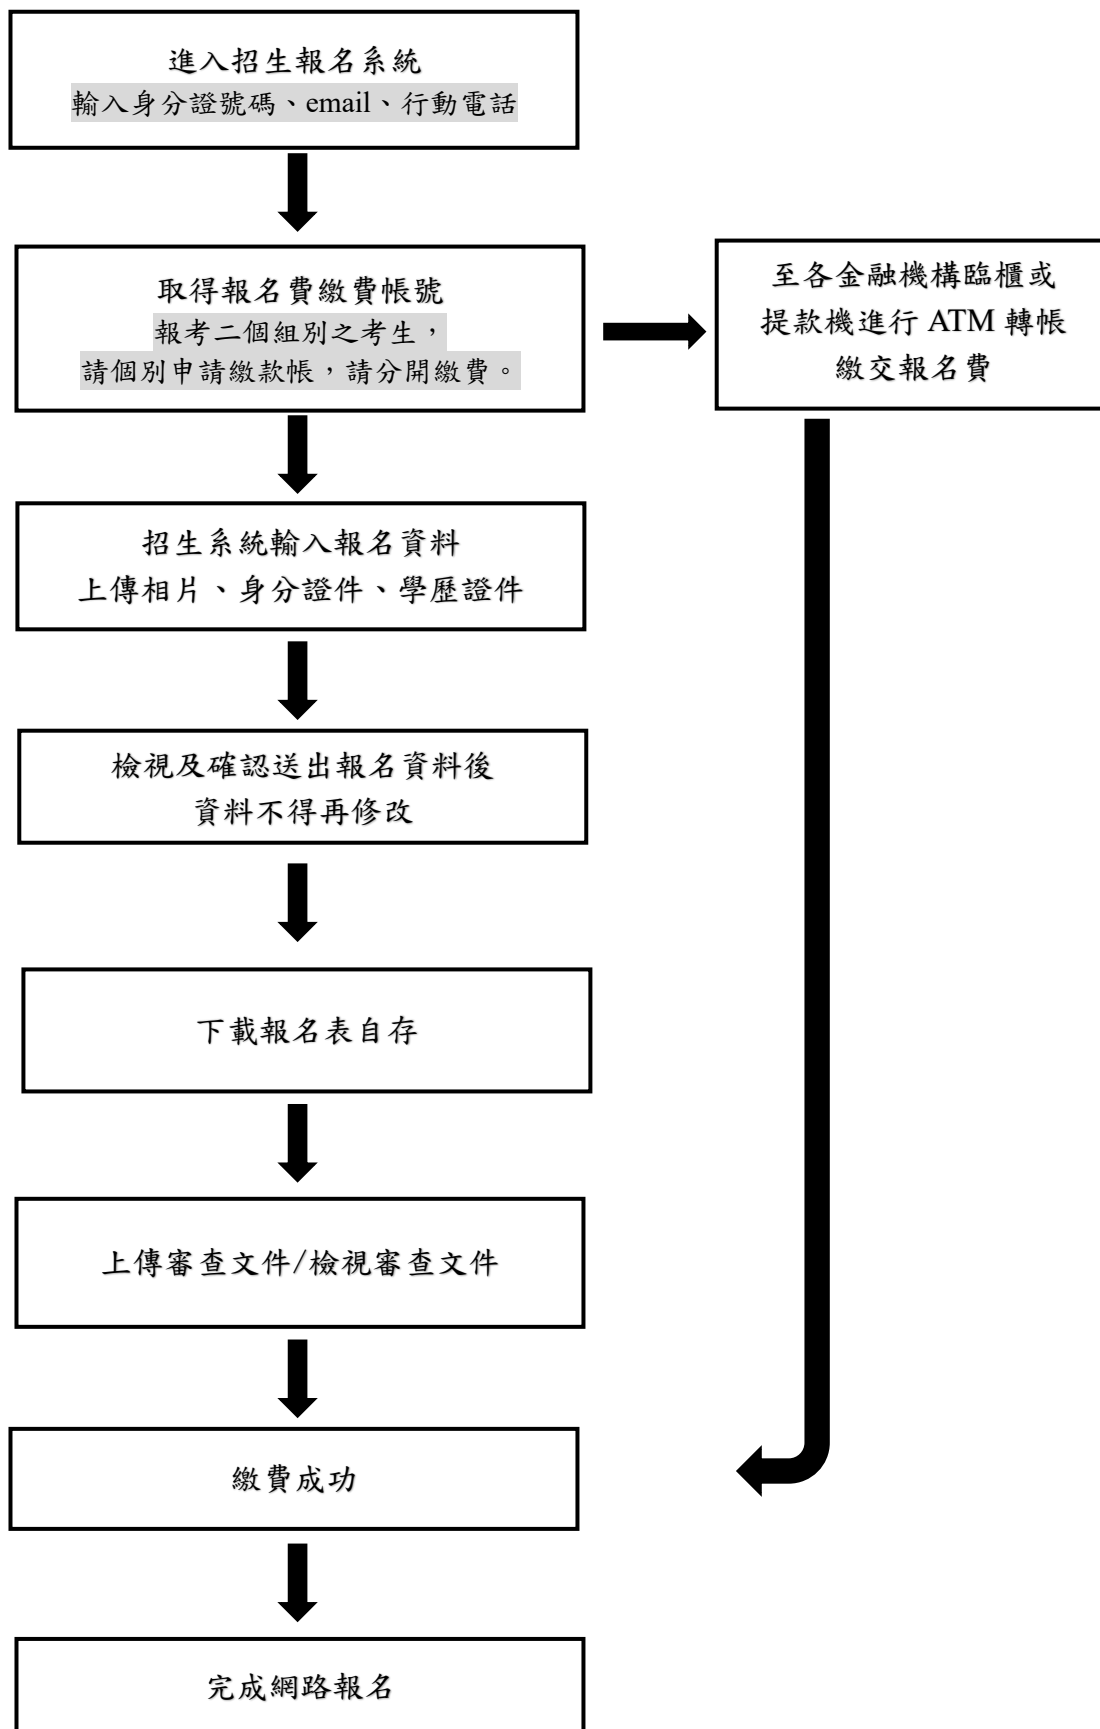 進入招生報名系統
輸入身分證號碼、email、行動電話
取得報名費繳費帳號
報考二個組別之考生，
請個別申請繳款帳，請分開繳費。
至各金融機構臨櫃或
提款機進行 ATM 轉帳
繳交報名費
招生系統輸入報名資料
上傳相片、身分證件、學歷證件
檢視及確認送出報名資料後
資料不得再修改
下載報名表自存
上傳審查文件/檢視審查文件
繳費成功
完成網路報名